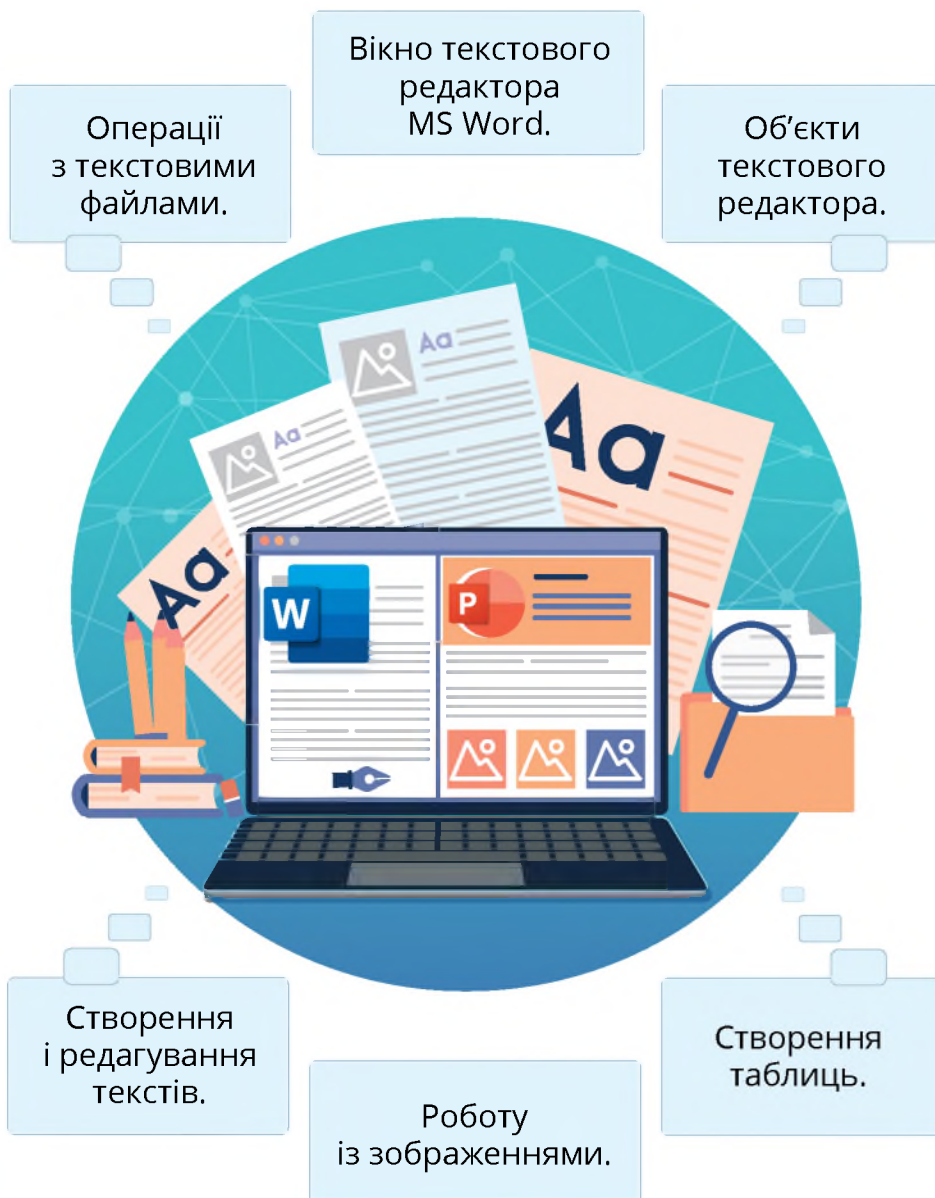 Вікно текстового
редактора
MS Word.
Операції
з текстовими
файлами.
Об’єкти
текстового
редактора.
Aa
Aa
Aa
Aa
W
P
Створення
і редагування
текстів.
Роботу
із зображеннями.
Створення
таблиць.